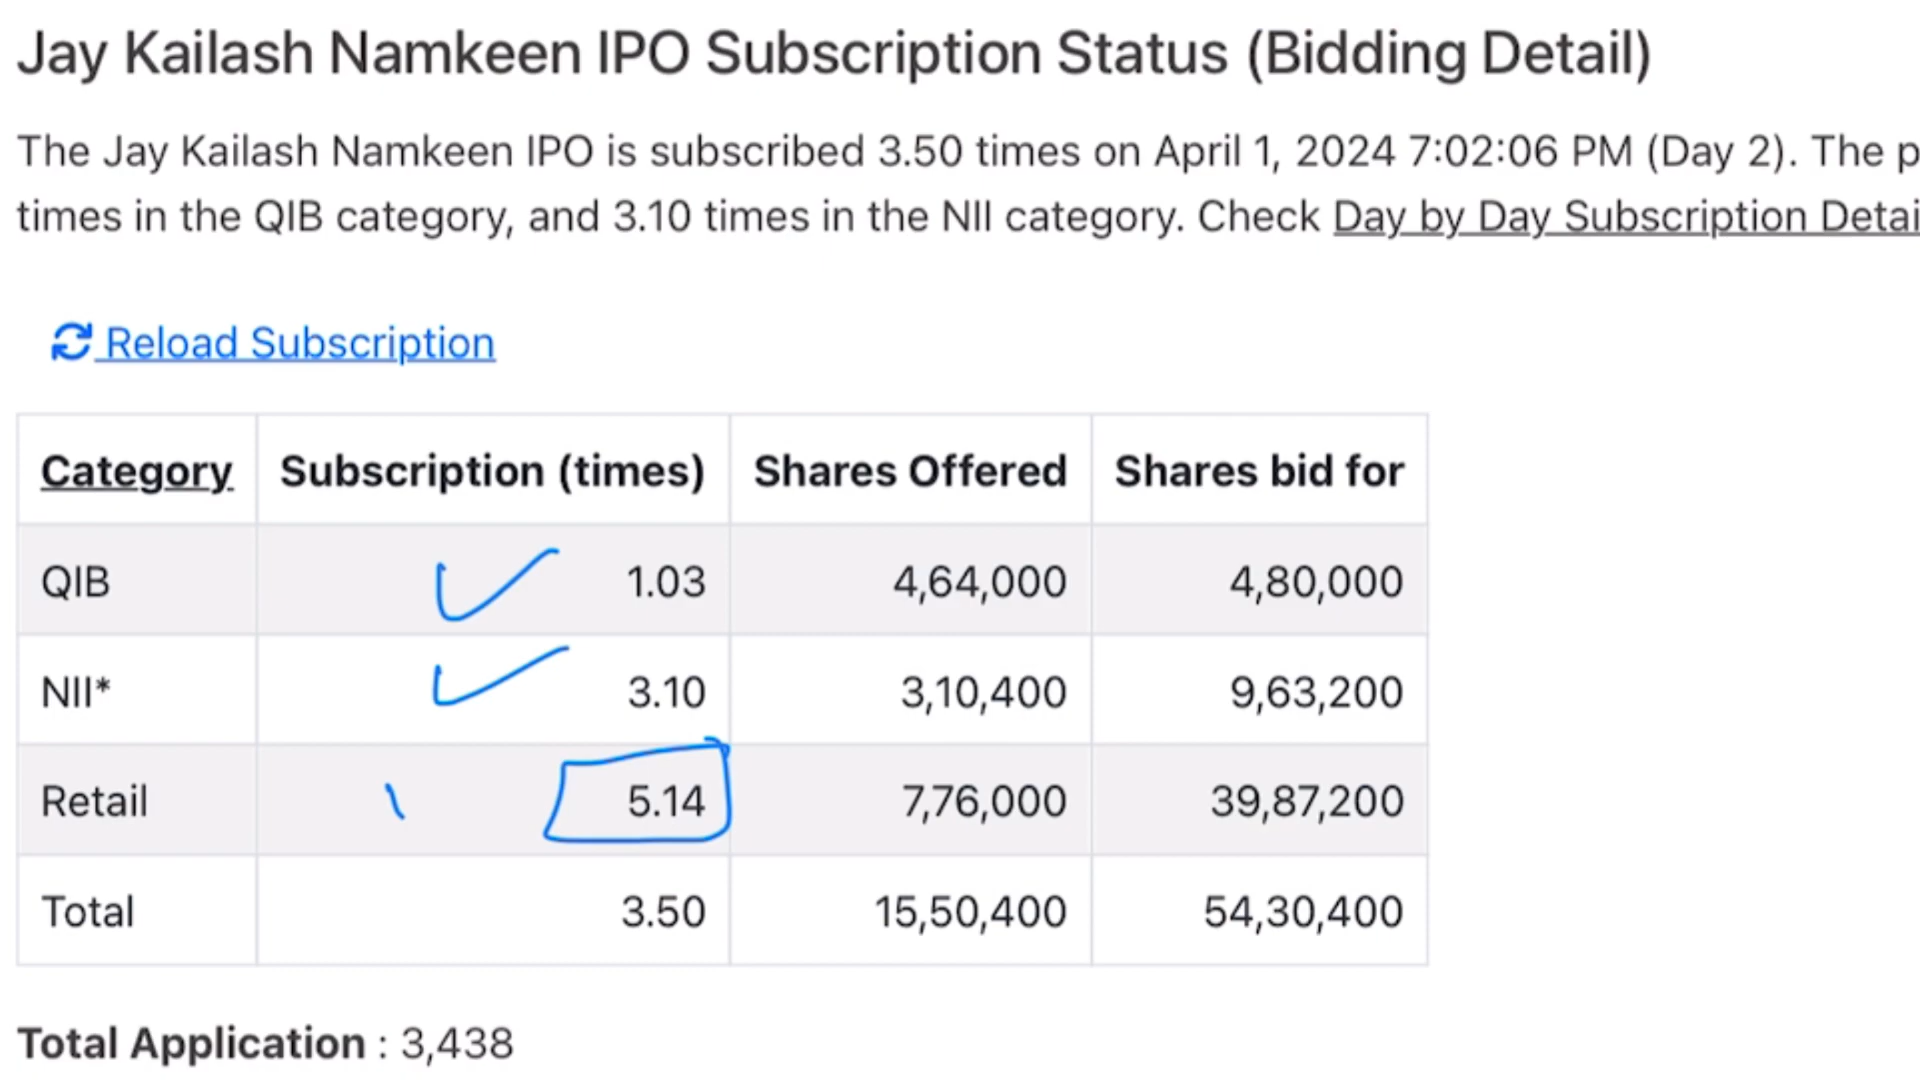 Jay Kailash Namkeen IPO Subscription Status (Bidding Detail)
The Jay Kailash Namkeen IPO is subscribed 3.50 times on April 1, 2024 7:02:06 PM (Day 2). The p
times in the QIB category, and 3.10 times in the NII category. Check Day by Day Subscription Detai
Reload Subscription
Category Subscription (times) Shares Offered Shares bid for
QIB 1.03 4,64,000 4,80,000
NII* 3.10 3,10,400 9,63,200
Retail 5.14 7,76,000 39,87,200
Total 3.50 15,50,400 54,30,400
Total Application : 3,438